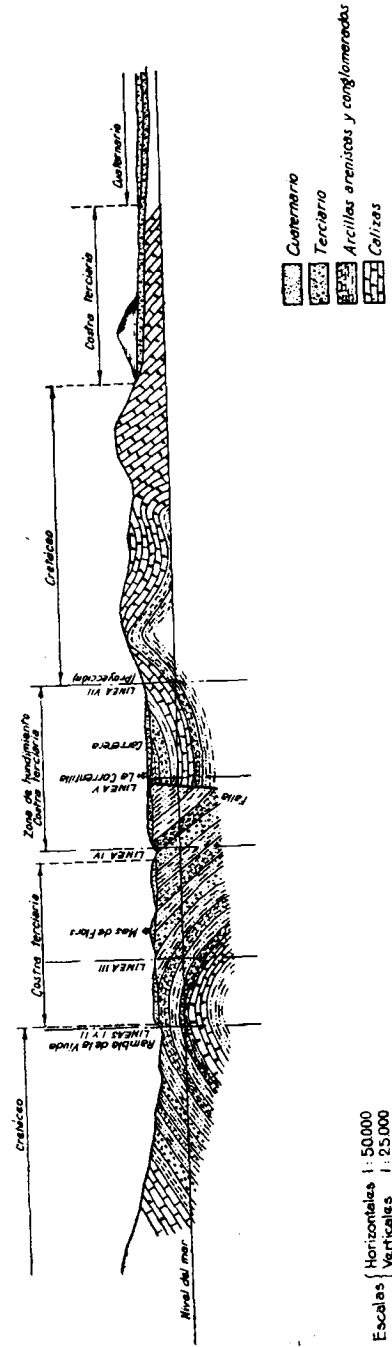 Cretáceo
Costra terciaria
Zona de hundimiento
Costra terciaria
Cretáceo
Costra terciaria
Cuaternario
Rambla de la Viuda
LINEAS I Y II
LINEA III
Mas de Flors
LINEA IV
LINEA V
La Correntilla
Carretera
LINEA VII
(Proyección)
Falla
Nivel del mar
Cuaternario
Terciario
Arcillas areniscas y conglomerados
Calizas
Escalas { Horizontales 1:50.000
Verticales 1:25.000